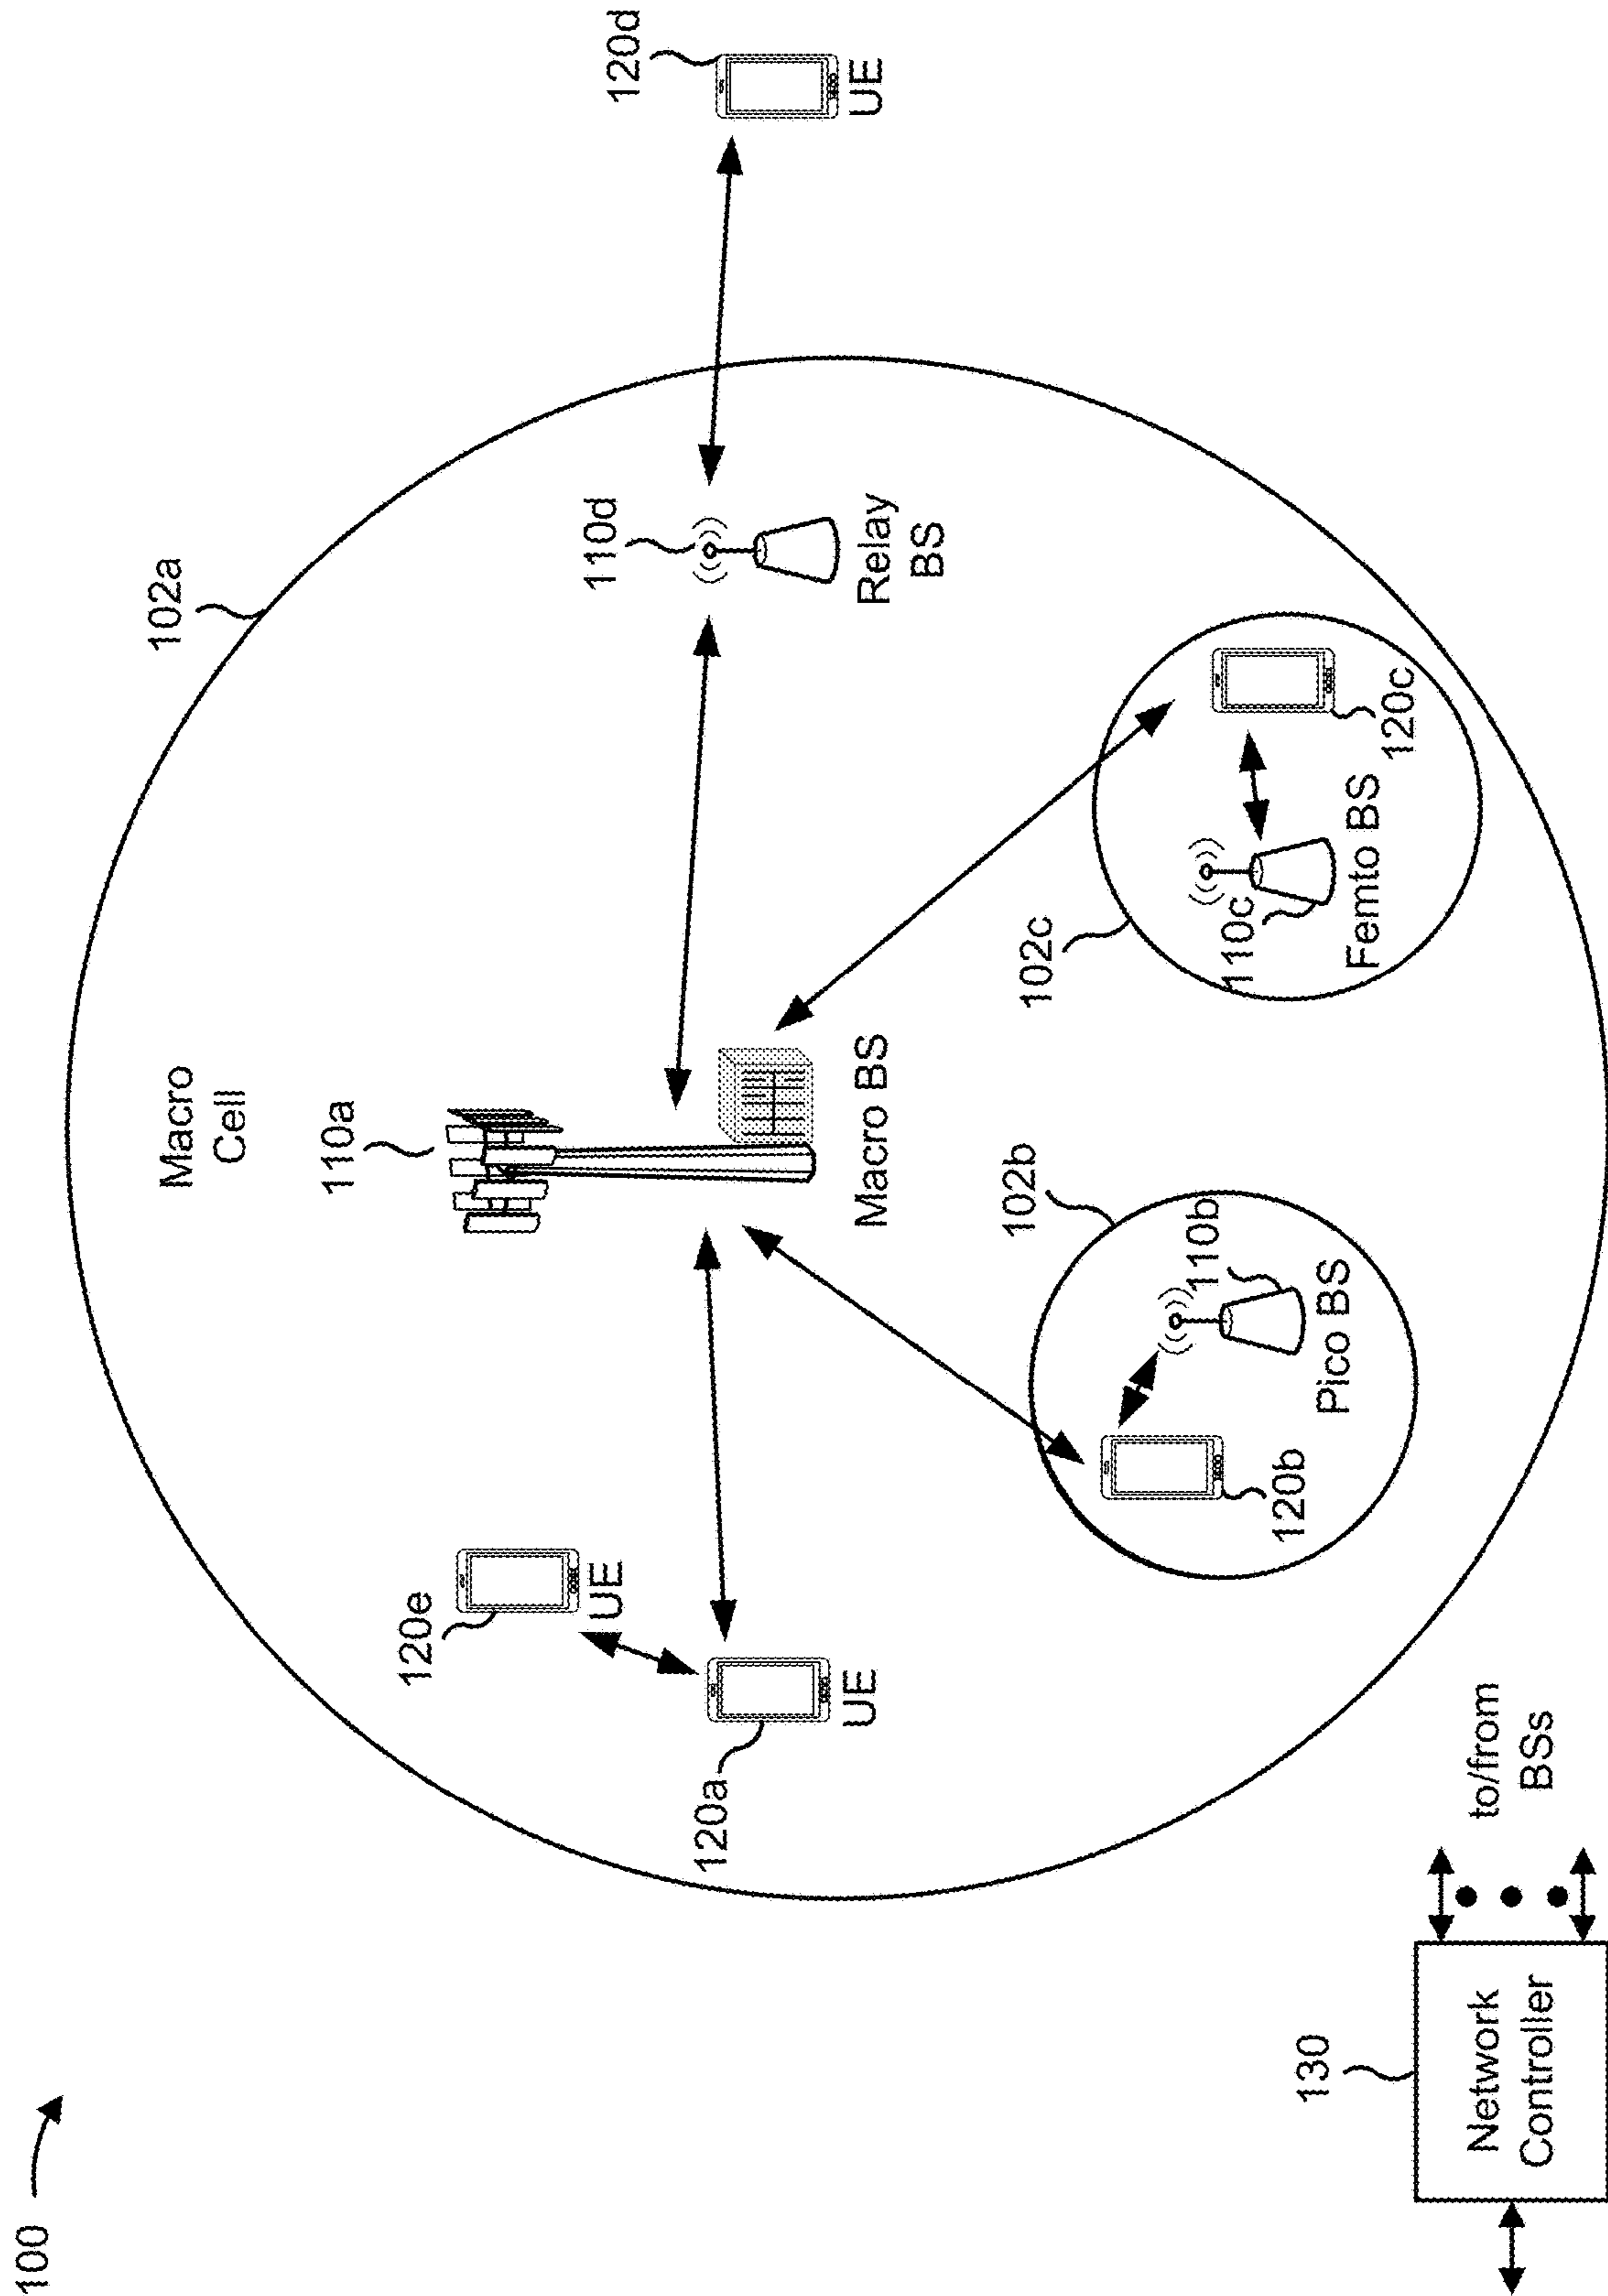 100
102a
Macro
Cell
110a
120e
UE
120a
UE
110d
Relay
BS
120d
UE
Macro BS
102b
110b
Pico BS
120b
102c
110c
Femto BS
120c
130
Network
Controller
to/from
BSs